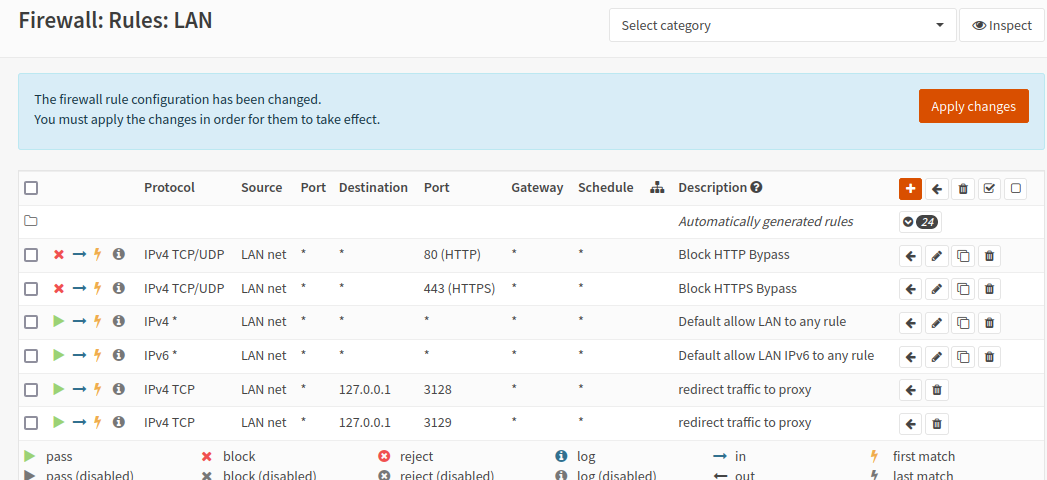 Firewall: Rules: LAN
Select category
Inspect
The firewall rule configuration has been changed.
You must apply the changes in order for them to take effect.
Apply changes
Protocol Source Port Destination Port Gateway Schedule Description
Automatically generated rules 24
IPv4 TCP/UDP LAN net * * 80 (HTTP) * * Block HTTP Bypass
IPv4 TCP/UDP LAN net * * 443 (HTTPS) * * Block HTTPS Bypass
IPv4 * LAN net * * * * * Default allow LAN to any rule
IPv6 * LAN net * * * * * Default allow LAN IPv6 to any rule
IPv4 TCP LAN net * 127.0.0.1 3128 * * redirect traffic to proxy
IPv4 TCP LAN net * 127.0.0.1 3129 * * redirect traffic to proxy
pass block reject log in first match
pass (disabled) block (disabled) reject (disabled) log (disabled) out last match